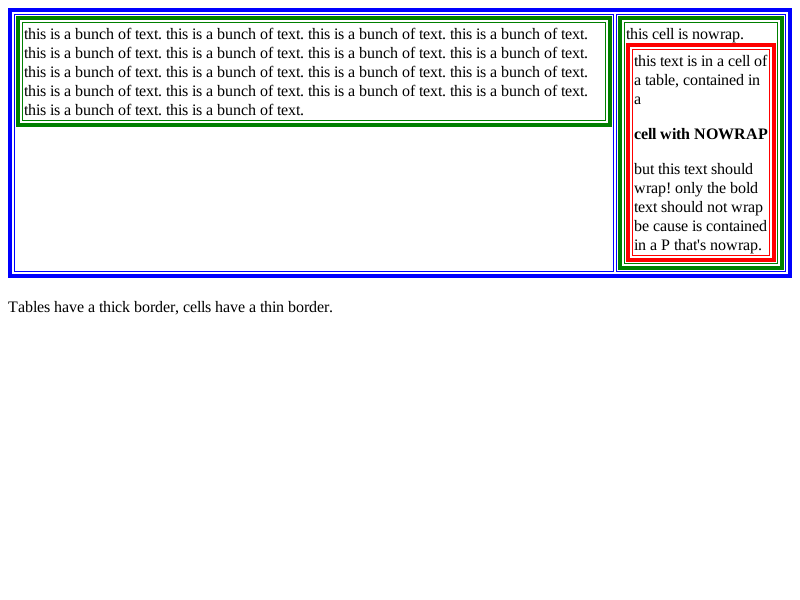 this is a bunch of text. this is a bunch of text. this is a bunch of text. this is a bunch of text.
this is a bunch of text. this is a bunch of text. this is a bunch of text. this is a bunch of text.
this is a bunch of text. this is a bunch of text. this is a bunch of text. this is a bunch of text.
this is a bunch of text. this is a bunch of text. this is a bunch of text. this is a bunch of text.
this is a bunch of text. this is a bunch of text.
this cell is nowrap.
this text is in a cell of
a table, contained in
a
cell with NOWRAP
but this text should
wrap! only the bold
text should not wrap
be cause is contained
in a P that's nowrap.
Tables have a thick border, cells have a thin border.